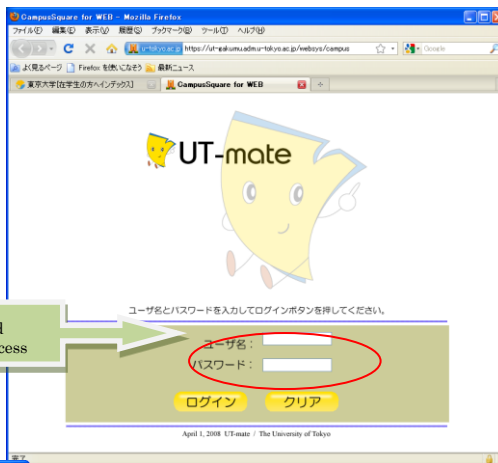 CampusSquare for WEB - Mozilla Firefox
ファイル(F) 編集(E) 表示(V) 履歴(S) ブックマーク(B) ツール(T) ヘルプ(H)
u-tokyo.ac.jp https://ut-gakumu.adm.u-tokyo.ac.jp/websys/campus
Google
よく見るページ Firefox を使いこなそう 最新ニュース
東京大学[在学生の方へインデックス] CampusSquare for WEB
UT-mate
ユーザ名とパスワードを入力してログインボタンを押してください。
ユーザ名：
パスワード：
ログイン クリア
April 1, 2008 UT-mate / The University of Tokyo
完了